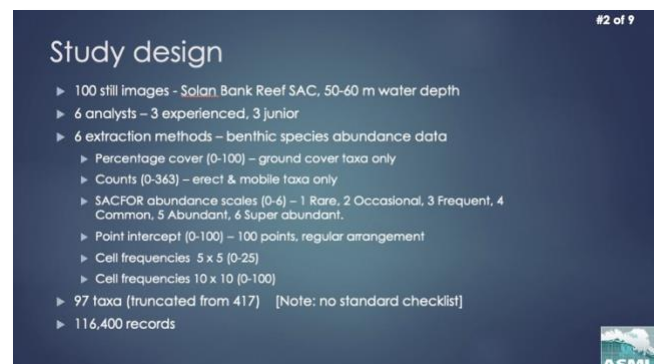 #2 of 9
Study design
100 still images - Solan Bank Reef SAC, 50-60 m water depth
6 analysts – 3 experienced, 3 junior
6 extraction methods – benthic species abundance data
Percentage cover (0-100) – ground cover taxa only
Counts (0-363) – erect & mobile taxa only
SACFOR abundance scales (0-6) – 1 Rare, 2 Occasional, 3 Frequent, 4
Common, 5 Abundant, 6 Super abundant.
Point intercept (0-100) – 100 points, regular arrangement
Cell frequencies 5 x 5 (0-25)
Cell frequencies 10 x 10 (0-100)
97 taxa (truncated from 417) [Note: no standard checklist]
116,400 records
ASML